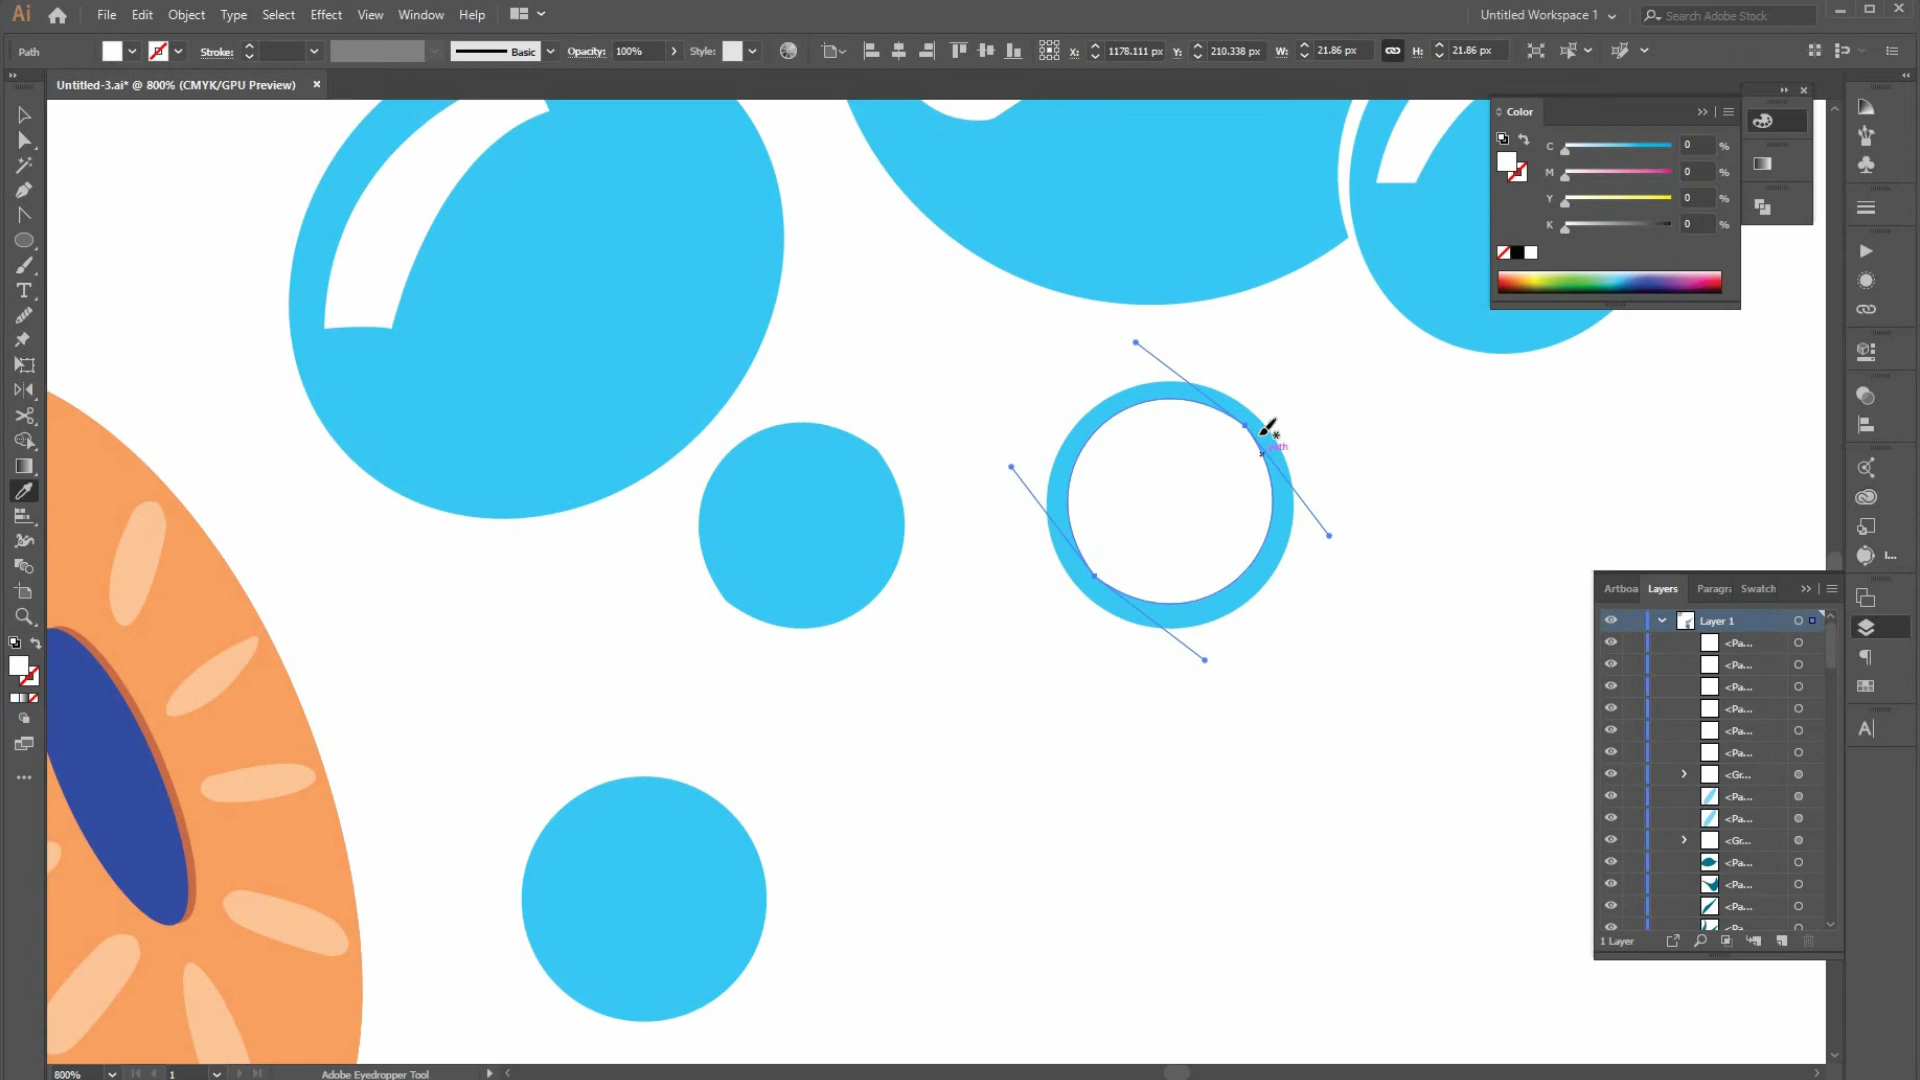 Ai File Edit Object Type Select Effect View Window Help Untitled Workspace 1 Search Adobe Stock
Path Stroke: Basic Opacity: 100% Style: X: 1178.111 px Y: 210.338 px W: 21.86 px H: 21.86 px
Untitled-3.ai* @ 800% (CMYK/GPU Preview)
Color
C 0 %
M 0 %
Y 0 %
K 0 %
Artboa Layers Paragra Swatch
Layer 1
<Pa...
<Pa...
<Pa...
<Pa...
<Pa...
<Pa...
<Gr...
<Pa...
<Pa...
<Gr...
<Pa...
<Pa...
<Pa...
<Pa...
1 Layer
800% 1 Adobe Eyedropper Tool